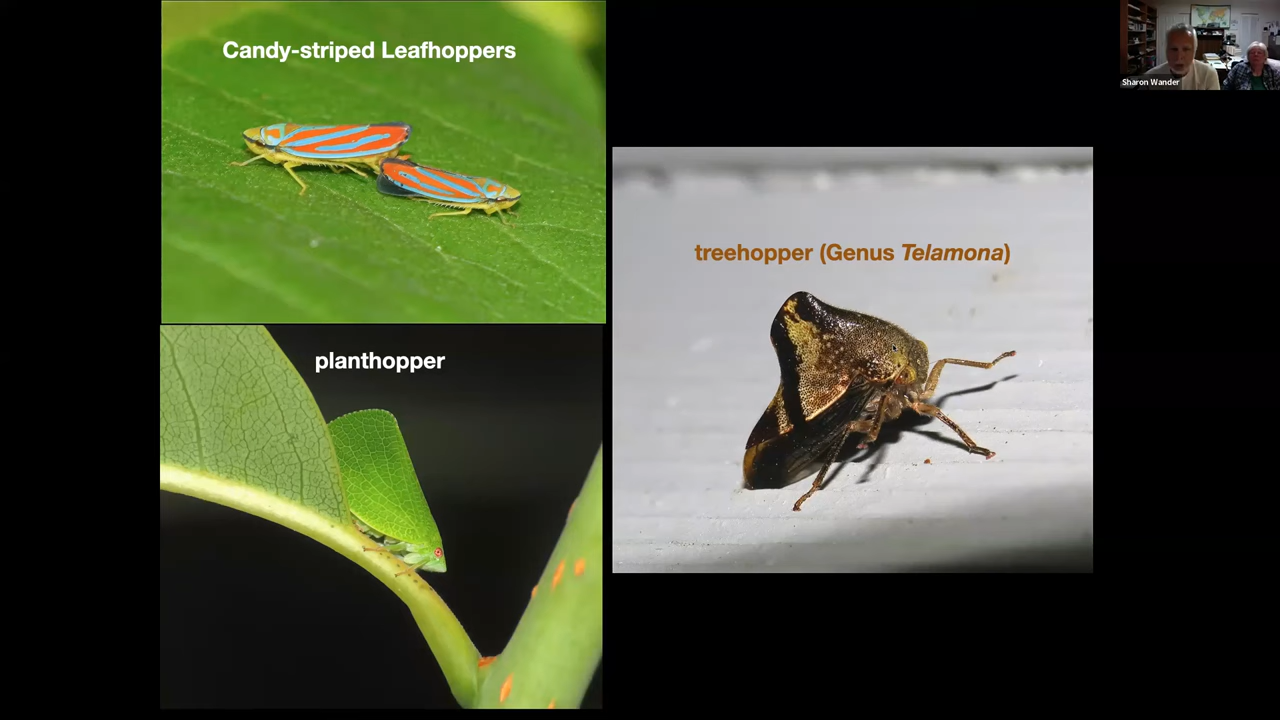 Candy-striped Leafhoppers
planthopper
treehopper (Genus Telamona)
Sharon Wander